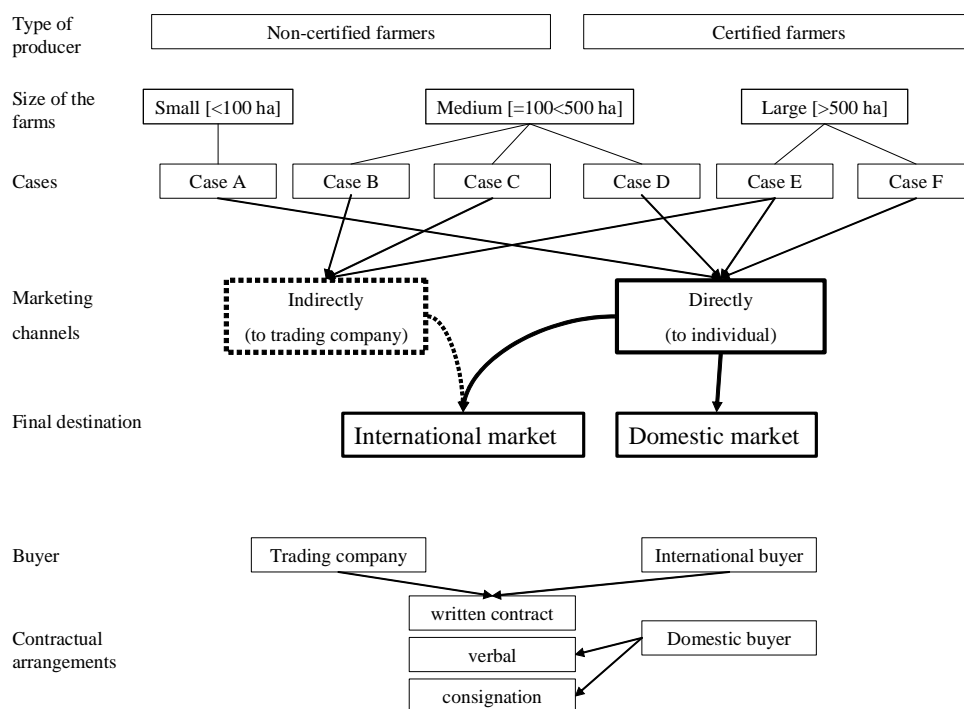 Type of
producer
Non-certified farmers
Certified farmers
Size of the
farms
Small [<100 ha]
Medium [=100<500 ha]
Large [>500 ha]
Cases
Case A
Case B
Case C
Case D
Case E
Case F
Marketing
channels
Indirectly
(to trading company)
Directly
(to individual)
Final destination
International market
Domestic market
Buyer
Trading company
International buyer
Contractual
arrangements
written contract
verbal
consignation
Domestic buyer